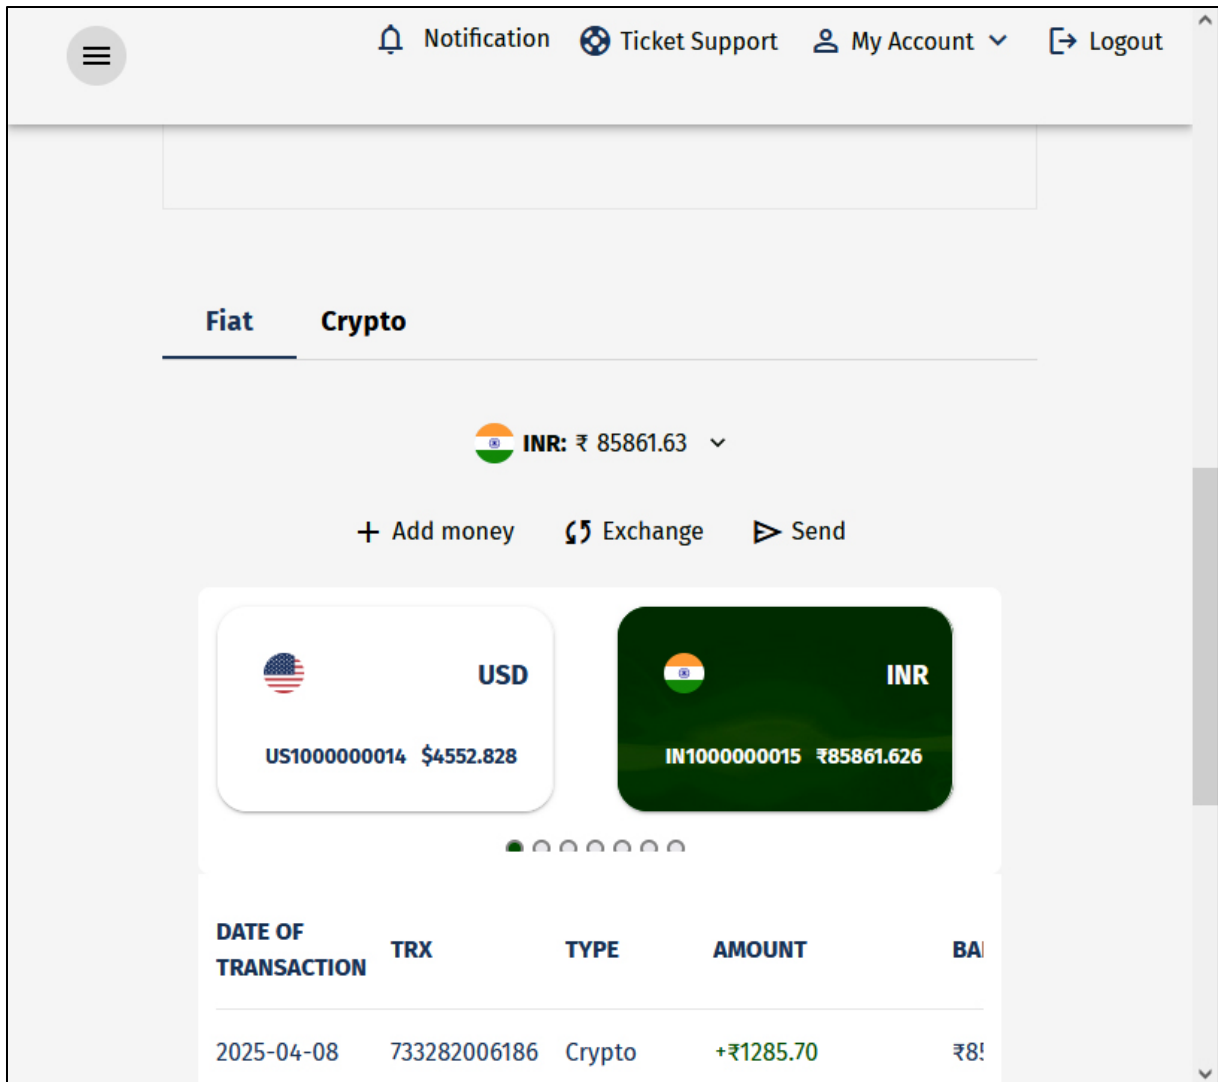 Notification Ticket Support My Account Logout
Fiat Crypto
INR: ₹ 85861.63
Add money Exchange Send
USD INR
US1000000014 $4552.828 IN1000000015 ₹85861.626
DATE OF TRANSACTION TRX TYPE AMOUNT
2025-04-08 733282006186 Crypto +₹1285.70